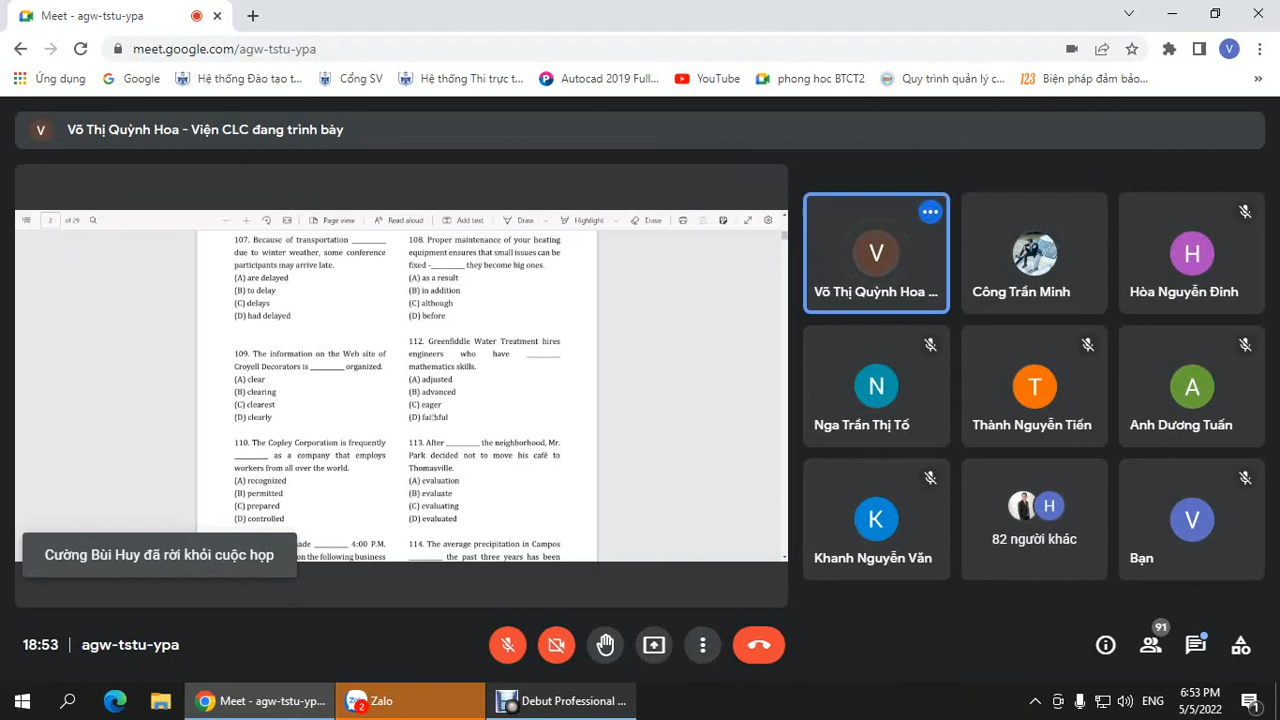 Meet - agw-tstu-ypa
meet.google.com/agw-tstu-ypa
V
Ứng dụng
Google
Hệ thống Đào tạo t...
Cổng SV
Hệ thống Thi trực t...
Autocad 2019 Full...
YouTube
phong hoc BTCT2
Quy trình quản lý c...
123 Biện pháp đảm bảo...
»
V Võ Thị Quỳnh Hoa - Viện CLC đang trình bày
2 of 29
Page view
Read aloud
Add text
Draw
Highlight
Erase
107. Because of transportation ________
due to winter weather, some conference
participants may arrive late.
(A) are delayed
(B) to delay
(C) delays
(D) had delayed
109. The information on the Web site of
Croyell Decorators is ________ organized.
(A) clear
(B) clearing
(C) clearest
(D) clearly
110. The Copley Corporation is frequently
________ as a company that employs
workers from all over the world.
(A) recognized
(B) permitted
(C) prepared
(D) controlled
________ 4:00 P.M.
on the following business
108. Proper maintenance of your heating
equipment ensures that small issues can be
fixed -________ they become big ones.
(A) as a result
(B) in addition
(C) although
(D) before
112. Greenfiddle Water Treatment hires
engineers who have ________
mathematics skills.
(A) adjusted
(B) advanced
(C) eager
(D) faithful
113. After ________ the neighborhood, Mr.
Park decided not to move his café to
Thomasville.
(A) evaluation
(B) evaluate
(C) evaluating
(D) evaluated
114. The average precipitation in Campos
________ the past three years has been
Cường Bùi Huy đã rời khỏi cuộc họp
V
Võ Thị Quỳnh Hoa ...
Công Trần Minh
H
Hòa Nguyễn Đình
N
Nga Trần Thị Tố
T
Thành Nguyễn Tiến
A
Anh Dương Tuấn
K
Khanh Nguyễn Văn
H
82 người khác
V
Bạn
18:53 | agw-tstu-ypa
91
Meet - agw-tstu-yp...
Zalo
2
Debut Professional ...
ENG
6:53 PM
5/5/2022
1